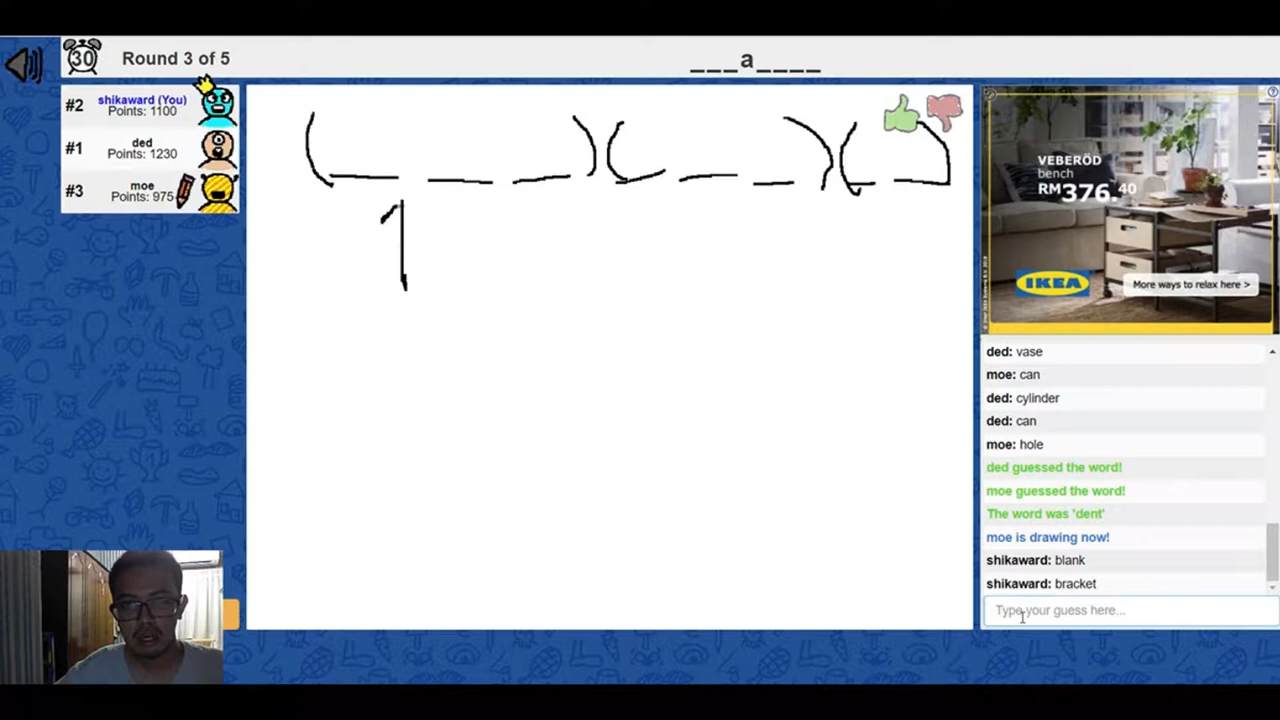 30
Round 3 of 5
___a____
#2 shikaward (You)
Points: 1100
#1 ded
Points: 1230
#3 moe
Points: 975
1
VEBERÖD
bench
RM376.40
IKEA
More ways to relax here >
ded: vase
moe: can
ded: cylinder
ded: can
moe: hole
ded guessed the word!
moe guessed the word!
The word was 'dent'
moe is drawing now!
shikaward: blank
shikaward: bracket
Type your guess here...